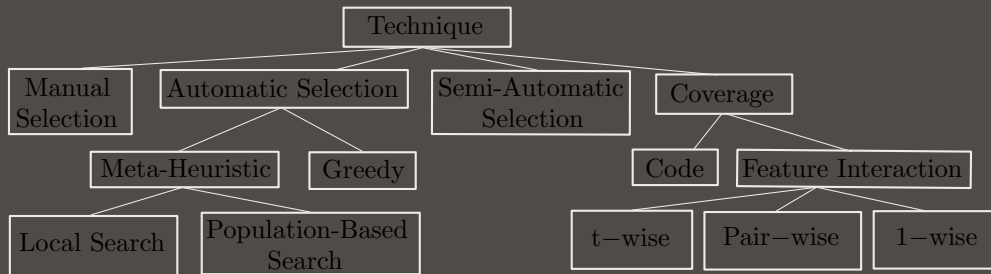 Technique
Manual
Selection
Automatic Selection
Semi-Automatic
Selection
Coverage
Meta-Heuristic
Greedy
Code
Feature Interaction
Local Search
Population-Based
Search
t−wise
Pair−wise
1−wise